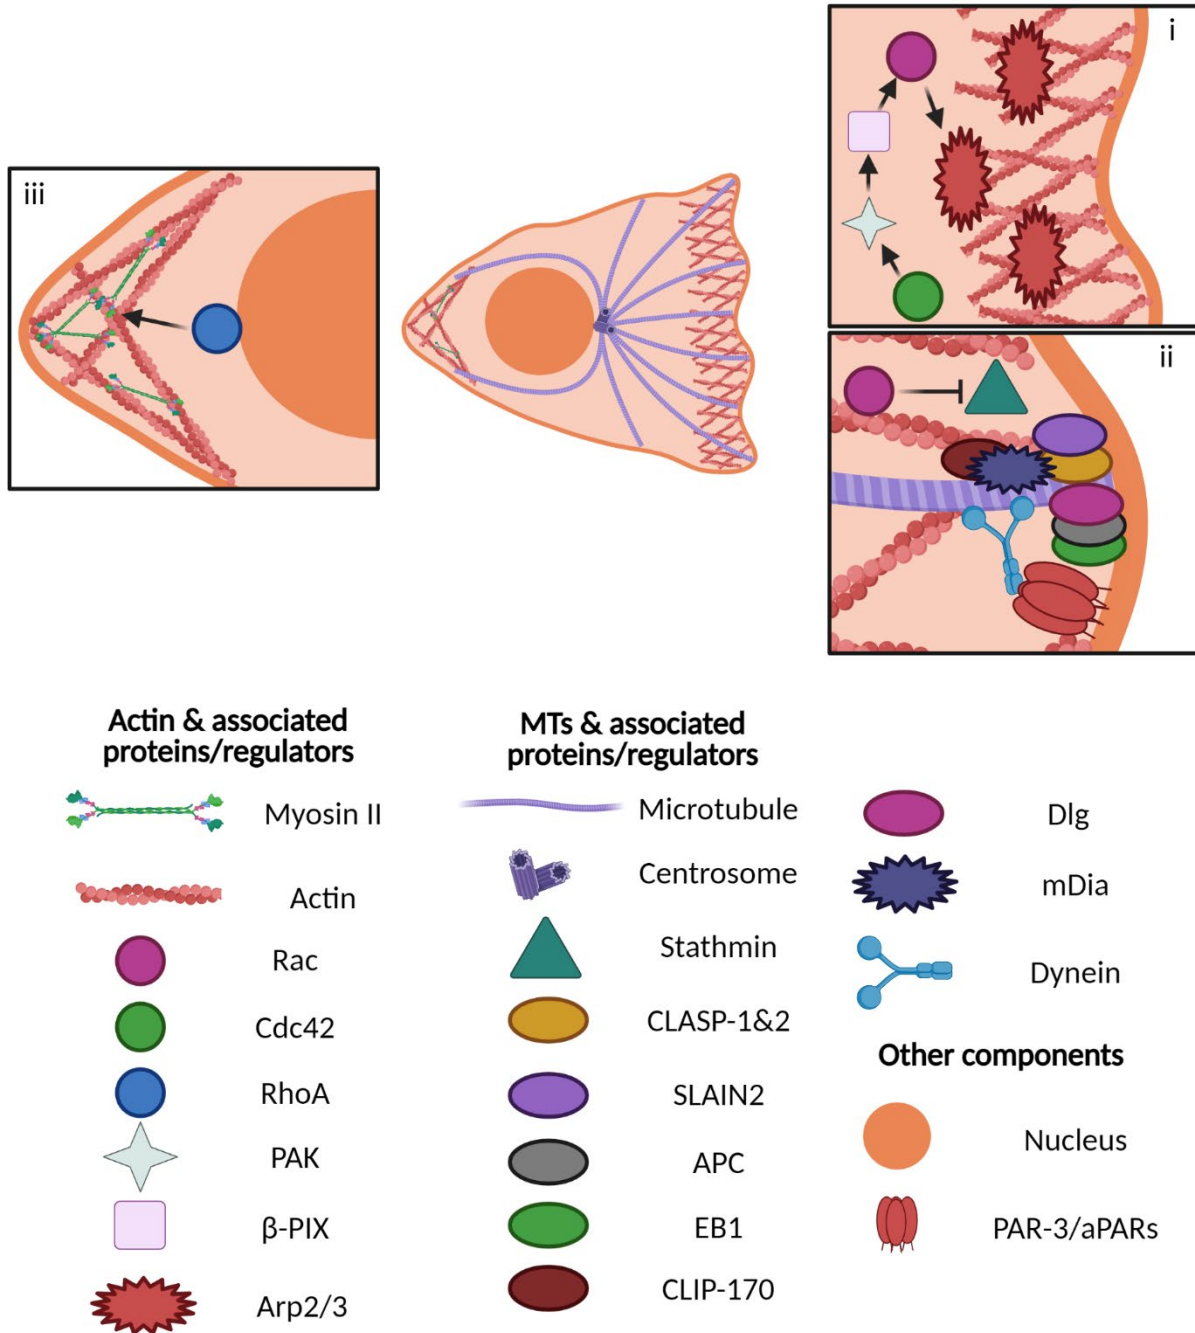 i
iii
ii
Actin & associated
proteins/regulators
Myosin II
Actin
Rac
Cdc42
RhoA
PAK
β-PIX
Arp2/3
MTs & associated
proteins/regulators
Microtubule
Centrosome
Stathmin
CLASP-1&2
SLAIN2
APC
EB1
CLIP-170
Dlg
mDia
Dynein
Other components
Nucleus
PAR-3/aPARs